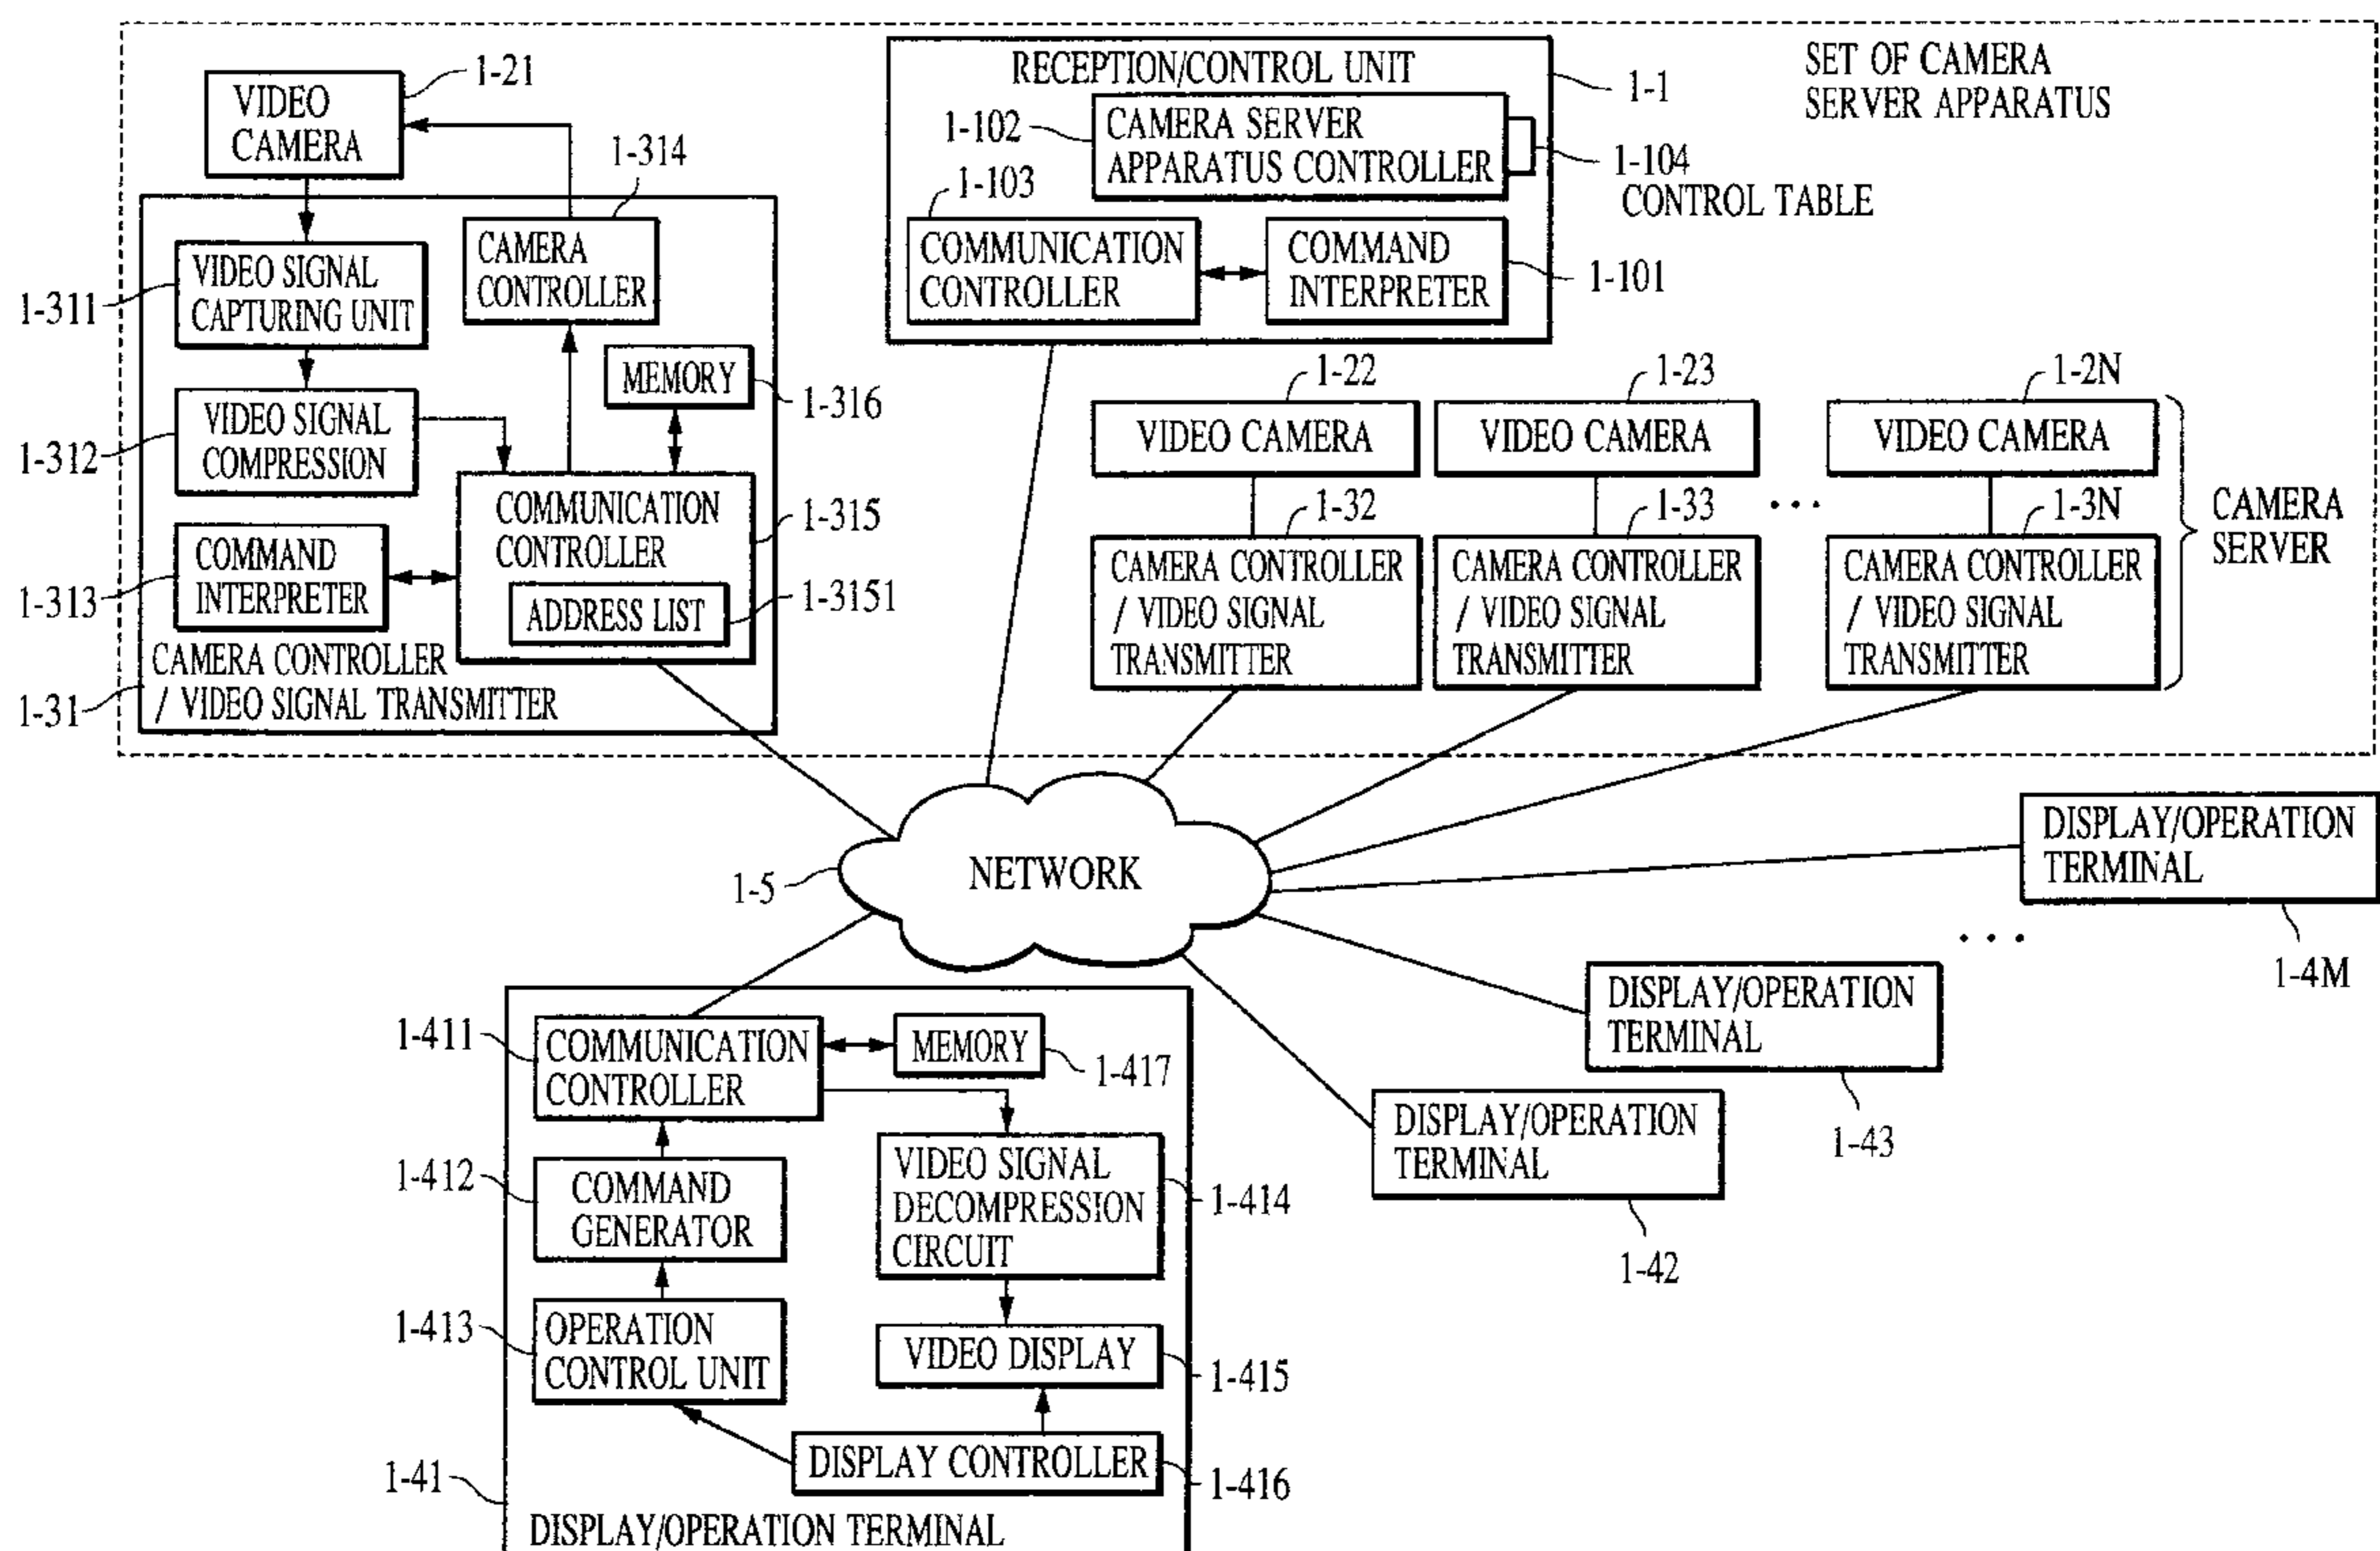 SET OF CAMERA
SERVER APPARATUS
1-21
VIDEO
CAMERA
1-314
CAMERA
CONTROLLER
1-311
VIDEO SIGNAL
CAPTURING UNIT
MEMORY
1-316
1-312
VIDEO SIGNAL
COMPRESSION
COMMUNICATION
CONTROLLER
1-315
ADDRESS LIST
1-3151
1-313
COMMAND
INTERPRETER
CAMERA CONTROLLER
/ VIDEO SIGNAL TRANSMITTER
1-31
RECEPTION/CONTROL UNIT
1-1
1-102
CAMERA SERVER
APPARATUS CONTROLLER
1-104
CONTROL TABLE
1-103
COMMUNICATION
CONTROLLER
COMMAND
INTERPRETER
1-101
1-22
VIDEO CAMERA
1-32
CAMERA CONTROLLER
/ VIDEO SIGNAL
TRANSMITTER
1-23
VIDEO CAMERA
1-33
CAMERA CONTROLLER
/ VIDEO SIGNAL
TRANSMITTER
...
1-2N
VIDEO CAMERA
1-3N
CAMERA CONTROLLER
/ VIDEO SIGNAL
TRANSMITTER
CAMERA
SERVER
1-5
NETWORK
DISPLAY/OPERATION
TERMINAL
1-4M
...
DISPLAY/OPERATION
TERMINAL
1-43
DISPLAY/OPERATION
TERMINAL
1-42
1-411
COMMUNICATION
CONTROLLER
MEMORY
1-417
1-412
COMMAND
GENERATOR
VIDEO SIGNAL
DECOMPRESSION
CIRCUIT
1-414
1-413
OPERATION
CONTROL UNIT
VIDEO DISPLAY
1-415
DISPLAY CONTROLLER
1-416
1-41
DISPLAY/OPERATION TERMINAL